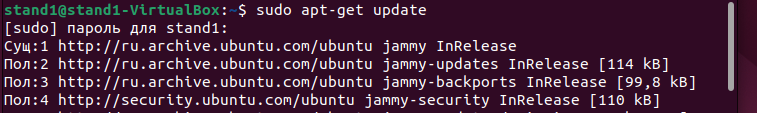 stand1@stand1-VirtualBox:~$ sudo apt-get update
[sudo] пароль для stand1:
Сущ:1 http://ru.archive.ubuntu.com/ubuntu jammy InRelease
Пол:2 http://ru.archive.ubuntu.com/ubuntu jammy-updates InRelease [114 kB]
Пол:3 http://ru.archive.ubuntu.com/ubuntu jammy-backports InRelease [99,8 kB]
Пол:4 http://security.ubuntu.com/ubuntu jammy-security InRelease [110 kB]